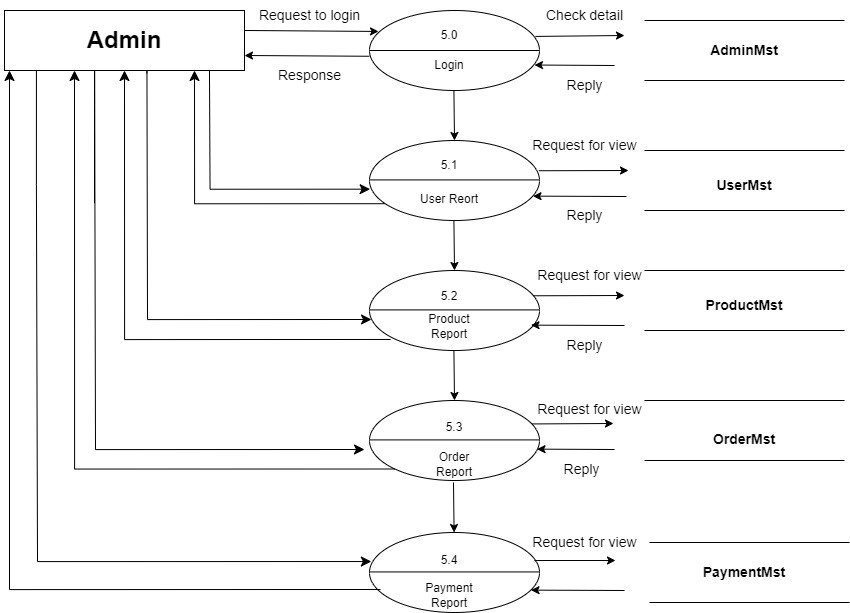 Admin
Request to login
Response
5.0
Login
Check detail
Reply
AdminMst
5.1
User Reort
Request for view
Reply
UserMst
5.2
Product
Report
Request for view
Reply
ProductMst
5.3
Order
Report
Request for view
Reply
OrderMst
5.4
Payment
Report
Request for view
PaymentMst